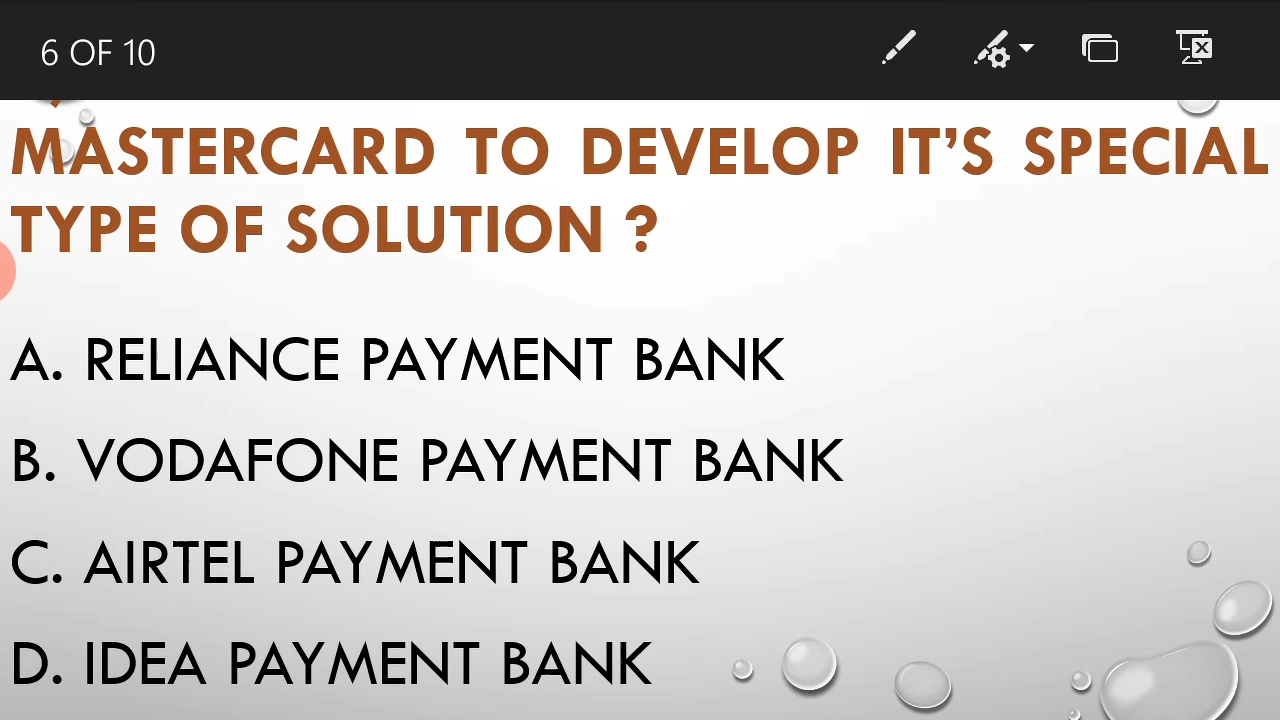 6 OF 10
MASTERCARD TO DEVELOP IT’S SPECIAL
TYPE OF SOLUTION ?
A. RELIANCE PAYMENT BANK
B. VODAFONE PAYMENT BANK
C. AIRTEL PAYMENT BANK
D. IDEA PAYMENT BANK